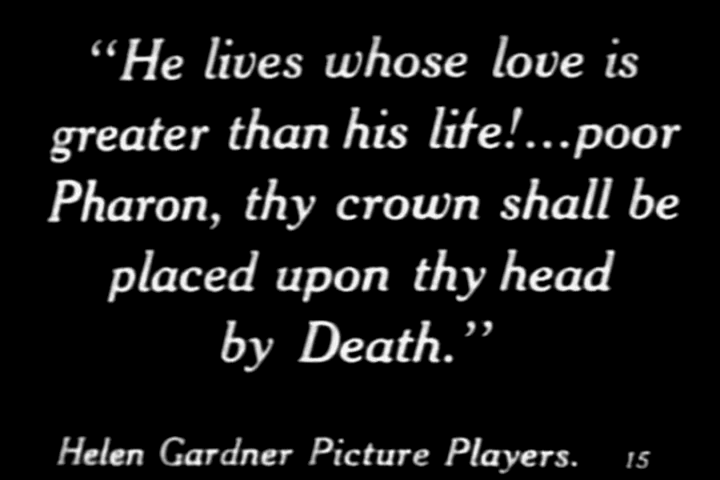 “He lives whose love is
greater than his life!...poor
Pharon, thy crown shall be
placed upon thy head
by Death.”
Helen Gardner Picture Players. 15